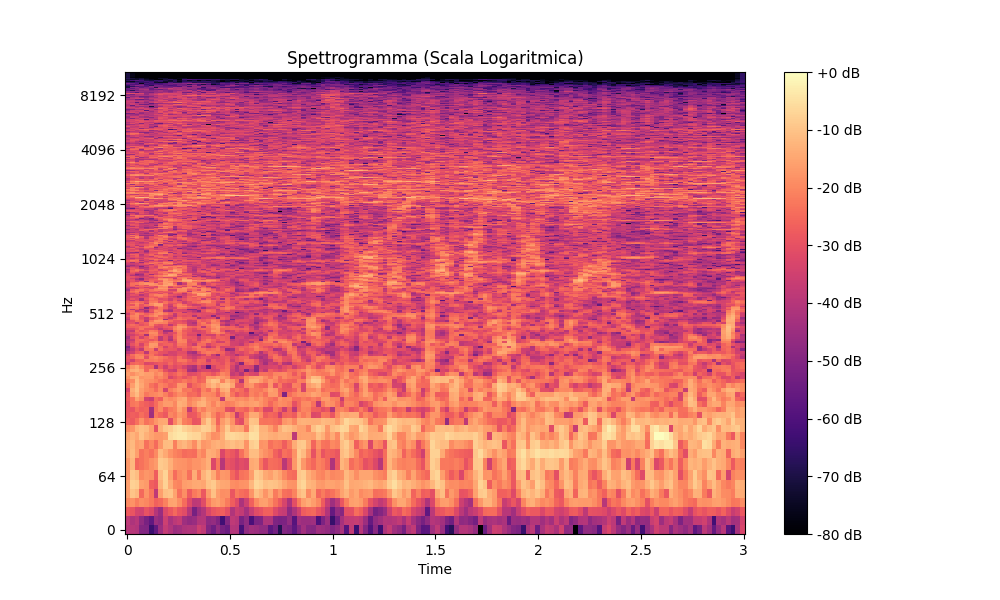 Spettrogramma (Scala Logaritmica)
Hz
8192
4096
2048
1024
512
256
128
64
0
0
0.5
1
1.5
2
2.5
3
Time
+0 dB
-10 dB
-20 dB
-30 dB
-40 dB
-50 dB
-60 dB
-70 dB
-80 dB